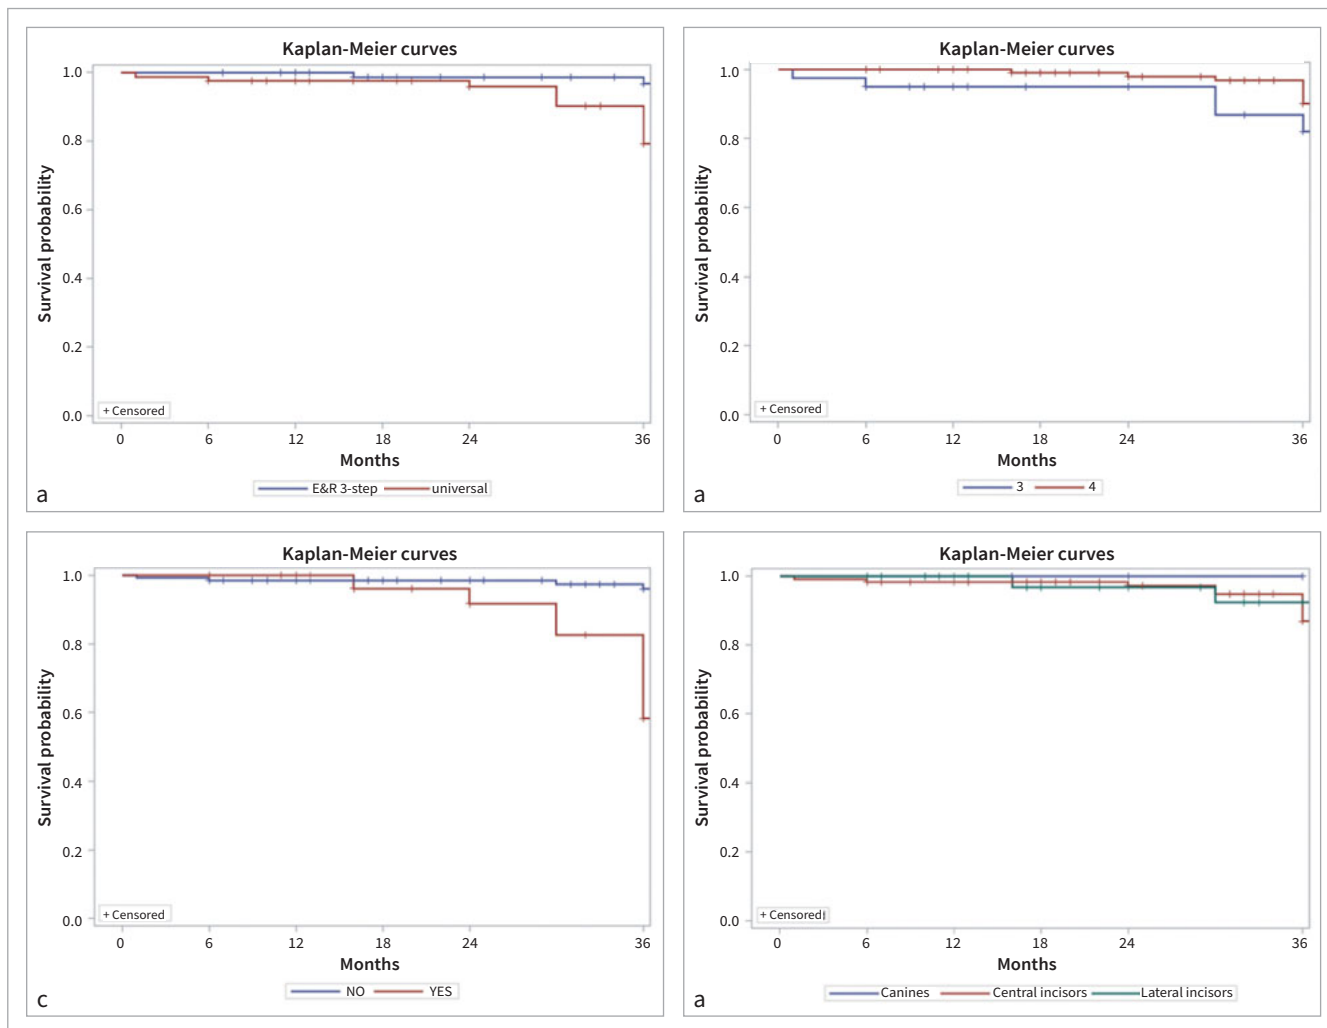 Kaplan-Meier curves
1.0
0.8
0.6
0.4
0.2
0.0
Survival probability
+ Censored
0 6 12 18 24 36
Months
E&R 3-step universal
a
Kaplan-Meier curves
1.0
0.8
0.6
0.4
0.2
0.0
Survival probability
+ Censored
0 6 12 18 24 36
Months
3 4
a
Kaplan-Meier curves
1.0
0.8
0.6
0.4
0.2
0.0
Survival probability
+ Censored
0 6 12 18 24 36
Months
NO YES
c
Kaplan-Meier curves
1.0
0.8
0.6
0.4
0.2
0.0
Survival probability
+ Censored
0 6 12 18 24 36
Months
Canines Central incisors Lateral incisors
a